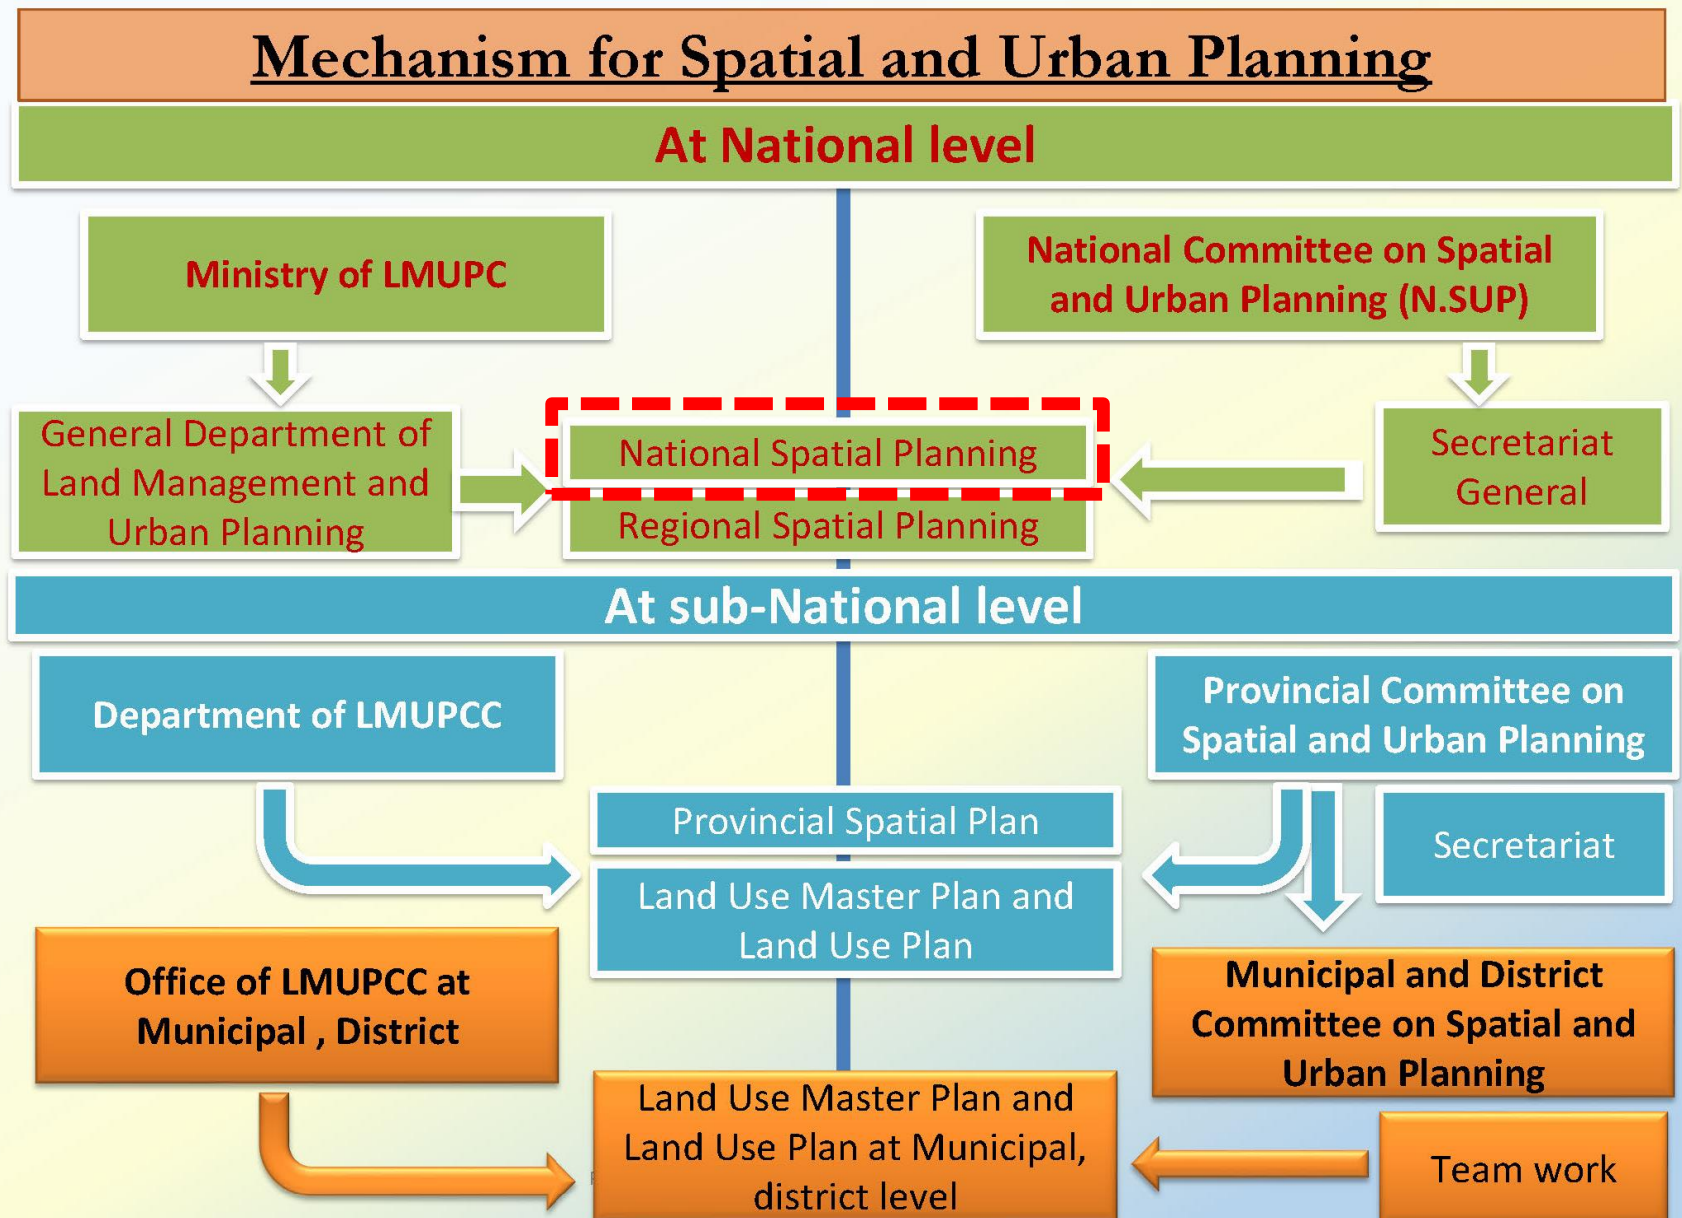 Mechanism for Spatial and Urban Planning
At National level
Ministry of LMUPC
National Committee on Spatial
and Urban Planning (N.SUP)
General Department of
Land Management and
Urban Planning
National Spatial Planning
Regional Spatial Planning
Secretariat
General
At sub-National level
Department of LMUPCC
Provincial Committee on
Spatial and Urban Planning
Provincial Spatial Plan
Land Use Master Plan and
Land Use Plan
Secretariat
Office of LMUPCC at
Municipal , District
Municipal and District
Committee on Spatial and
Urban Planning
Land Use Master Plan and
Land Use Plan at Municipal,
district level
Team work